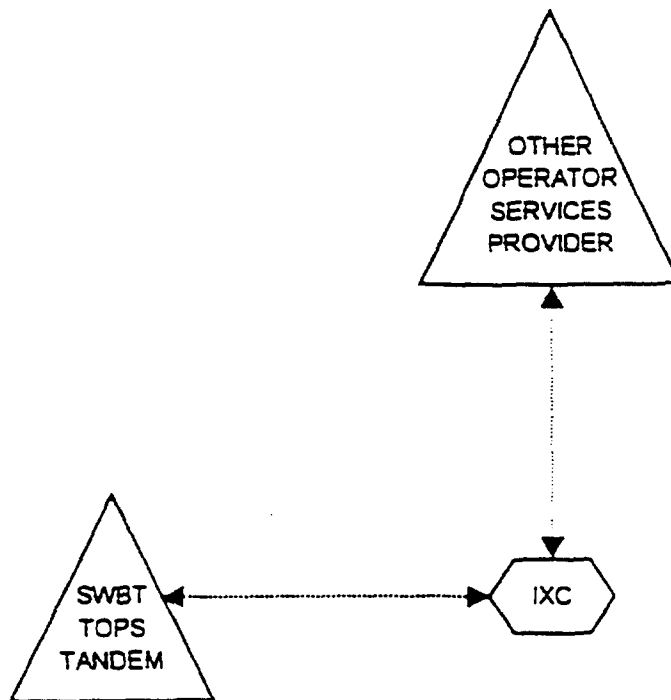 OTHER
OPERATOR
SERVICES
PROVIDER
SWBT
TOPS
TANDEM
IXC